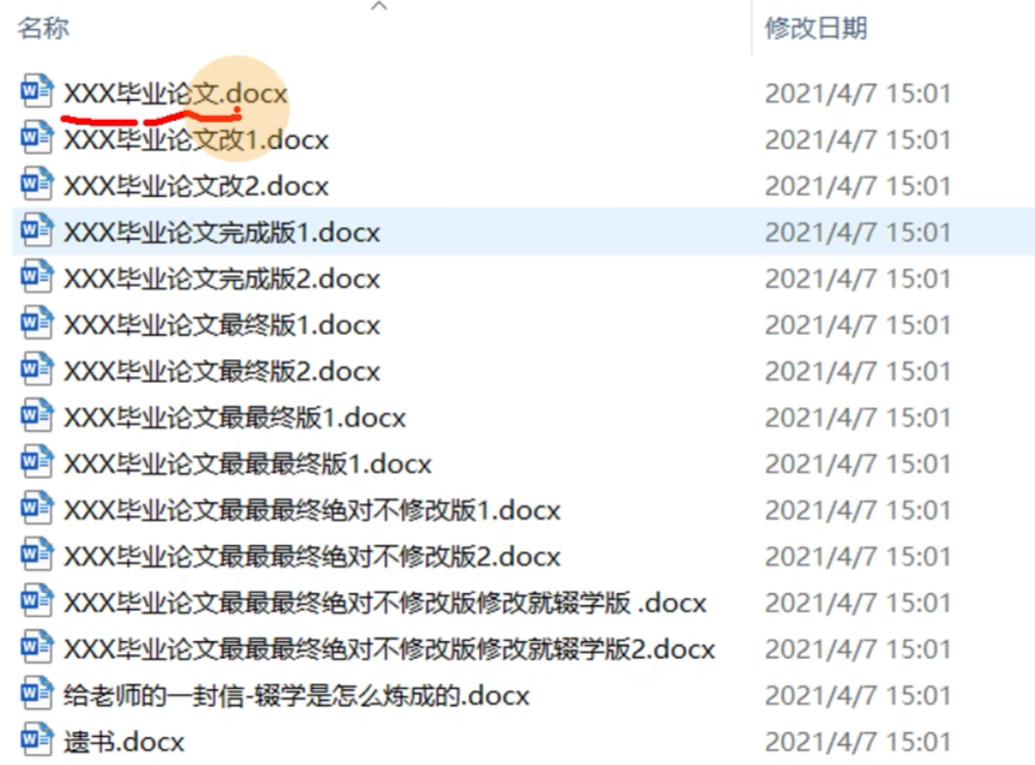 名称 修改日期
XXX毕业论文.docx 2021/4/7 15:01
XXX毕业论文改1.docx 2021/4/7 15:01
XXX毕业论文改2.docx 2021/4/7 15:01
XXX毕业论文完成版1.docx 2021/4/7 15:01
XXX毕业论文完成版2.docx 2021/4/7 15:01
XXX毕业论文最终版1.docx 2021/4/7 15:01
XXX毕业论文最终版2.docx 2021/4/7 15:01
XXX毕业论文最最终版1.docx 2021/4/7 15:01
XXX毕业论文最最最终版1.docx 2021/4/7 15:01
XXX毕业论文最最最终绝对不修改版1.docx 2021/4/7 15:01
XXX毕业论文最最最终绝对不修改版2.docx 2021/4/7 15:01
XXX毕业论文最最最终绝对不修改版修改就辍学版 .docx 2021/4/7 15:01
XXX毕业论文最最最终绝对不修改版修改就辍学版2.docx 2021/4/7 15:01
给老师的一封信-辍学是怎么炼成的.docx 2021/4/7 15:01
遗书.docx 2021/4/7 15:01